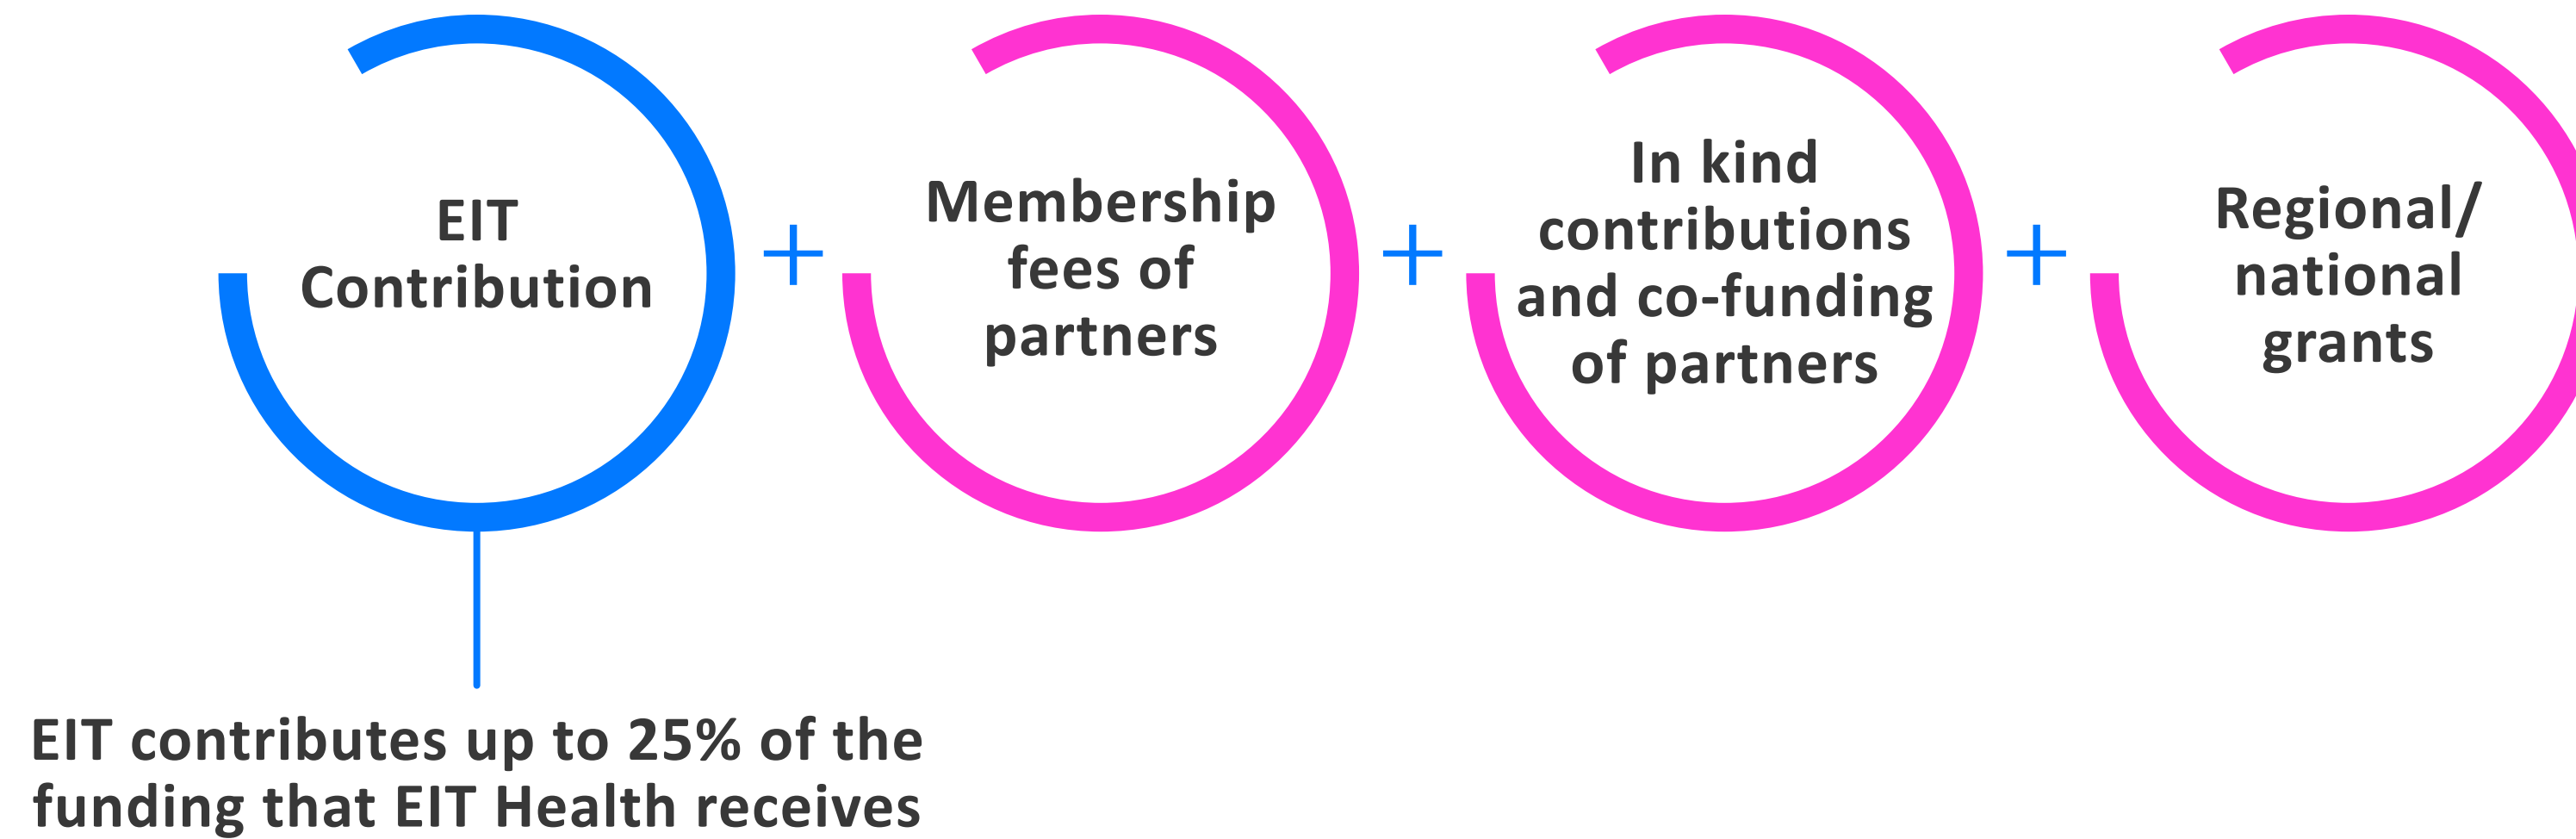 EIT
Contribution
+
Membership
fees of
partners
+
In kind
contributions
and co-funding
of partners
+
Regional/
national
grants
EIT contributes up to 25% of the
funding that EIT Health receives